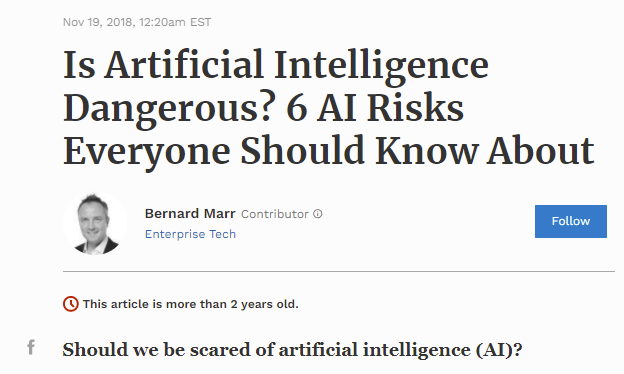 Nov 19, 2018, 12:20am EST
Is Artificial Intelligence
Dangerous? 6 AI Risks
Everyone Should Know About
Bernard Marr Contributor
Enterprise Tech
Follow
This article is more than 2 years old.
Should we be scared of artificial intelligence (AI)?